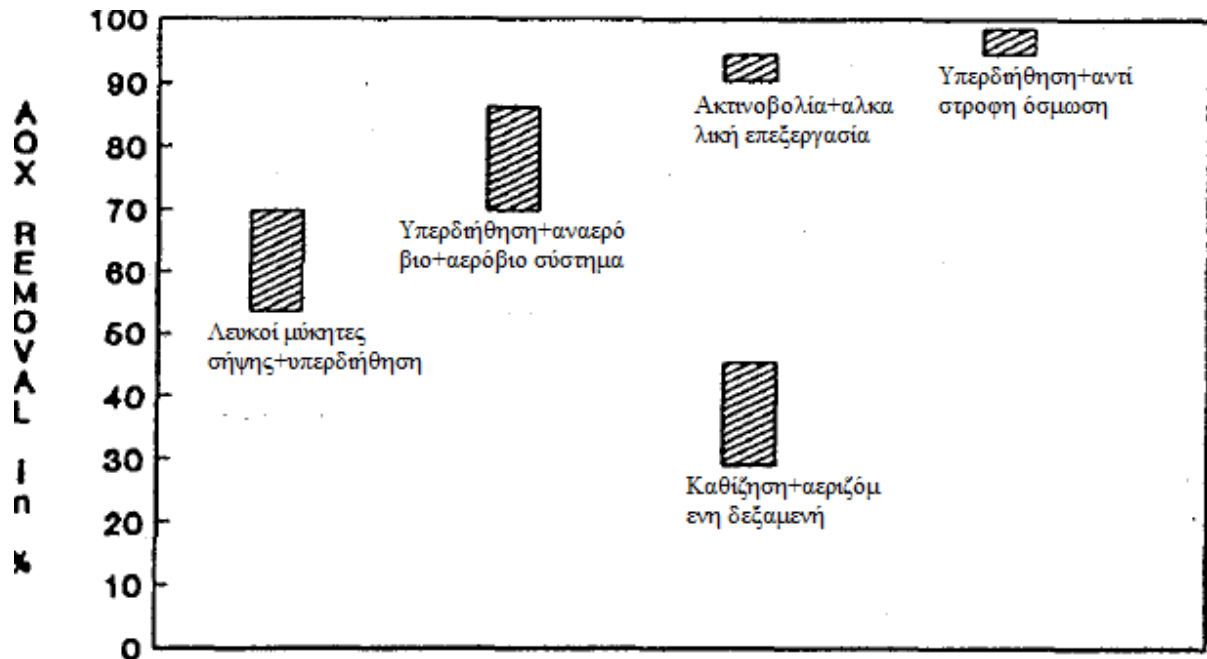 AOX REMOVAL in %
100
90
80
70
60
50
40
30
20
10
0
Λευκοί μύκητες
σήψης+υπερδιήθηση
Υπερδιήθηση+αναερό
βιο+αερόβιο σύστημα
Ακτινοβολία+αλκα
λική επεξεργασία
Υπερδιήθηση+αντί
στροφη όσμωση
Καθίζηση+αεριζόμ
ενη δεξαμενή